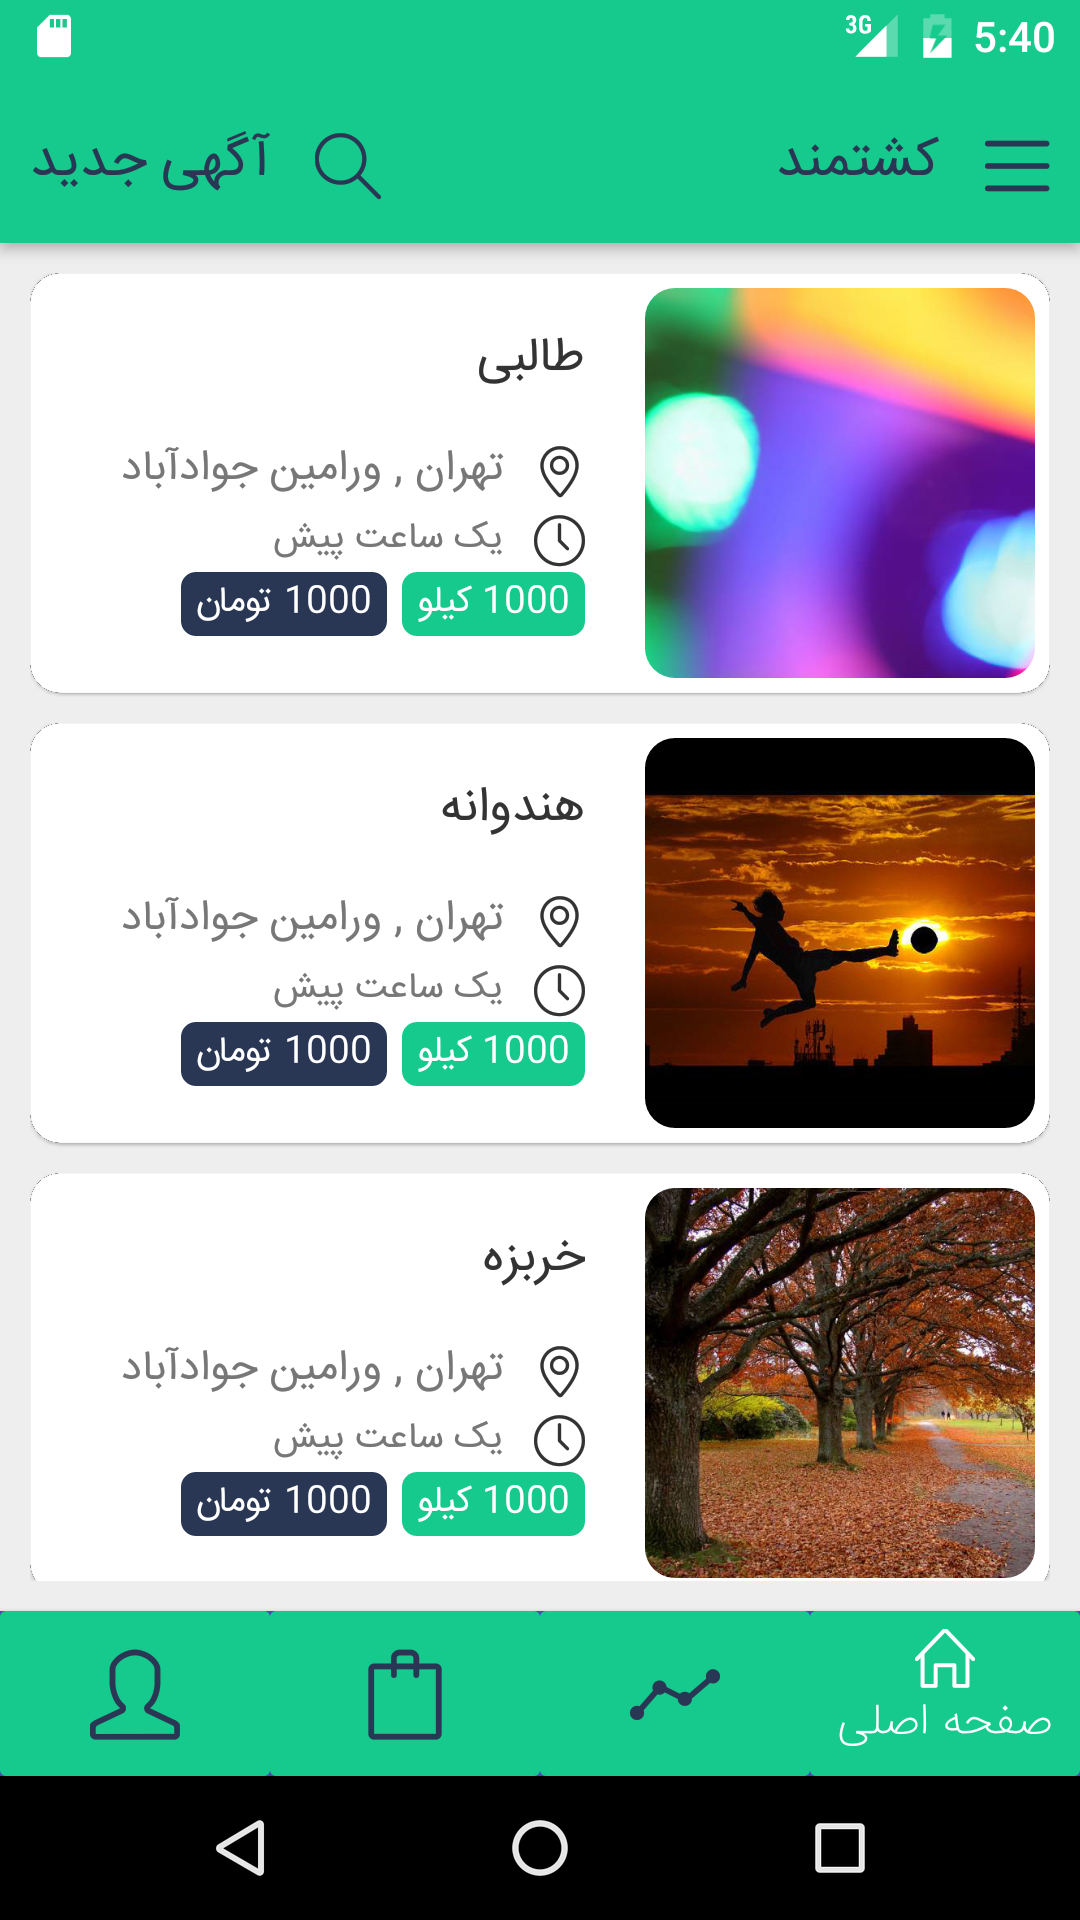 3G 5:40
کشتمند
آگهی جدید
طالبی
تهران , ورامین جوادآباد
یک ساعت پیش
1000 کیلو
1000 تومان
هندوانه
تهران , ورامین جوادآباد
یک ساعت پیش
1000 کیلو
1000 تومان
خربزه
تهران , ورامین جوادآباد
یک ساعت پیش
1000 کیلو
1000 تومان
صفحه اصلی